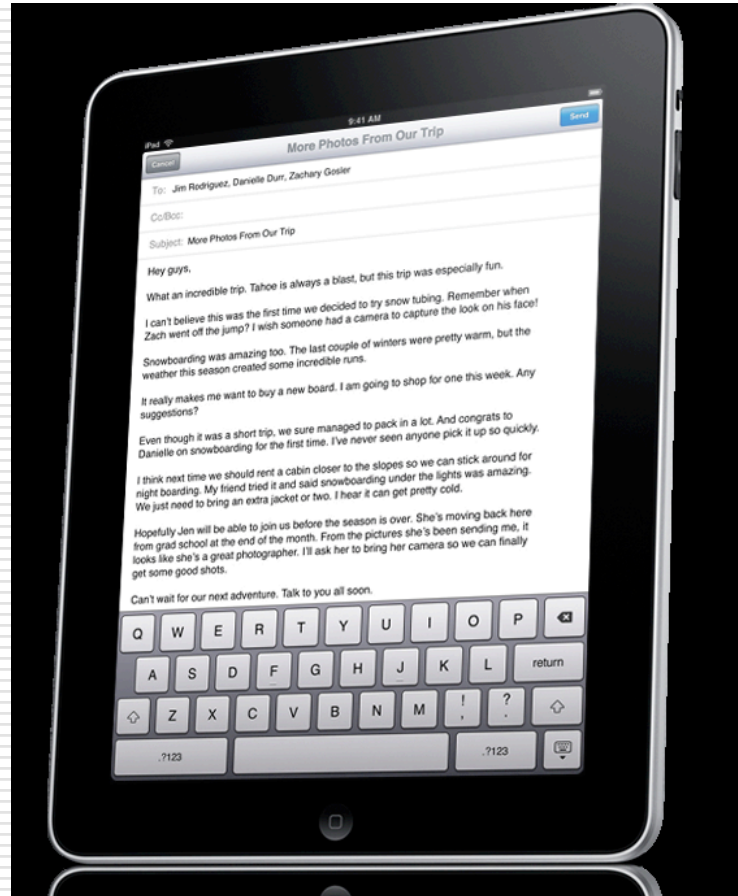 iPad
9:41 AM
Cancel
More Photos From Our Trip
Send
To: Jim Rodriguez, Danielle Durr, Zachary Gosler
Cc/Bcc:
Subject: More Photos From Our Trip
Hey guys,
What an incredible trip. Tahoe is always a blast, but this trip was especially fun.
I can't believe this was the first time we decided to try snow tubing. Remember when
Zach went off the jump? I wish someone had a camera to capture the look on his face!
Snowboarding was amazing too. The last couple of winters were pretty warm, but the
weather this season created some incredible runs.
It really makes me want to buy a new board. I am going to shop for one this week. Any
suggestions?
Even though it was a short trip, we sure managed to pack in a lot. And congrats to
Danielle on snowboarding for the first time. I've never seen anyone pick it up so quickly.
I think next time we should rent a cabin closer to the slopes so we can stick around for
night boarding. My friend tried it and said snowboarding under the lights was amazing.
We just need to bring an extra jacket or two. I hear it can get pretty cold.
Hopefully Jen will be able to join us before the season is over. She's moving back here
from grad school at the end of the month. From the pictures she's been sending me, it
looks like she's a great photographer. I'll ask her to bring her camera so we can finally
get some good shots.
Can't wait for our next adventure. Talk to you all soon.
Q W E R T Y U I O P
A S D F G H J K L return
Z X C V B N M ! , ? .
.?123 .?123